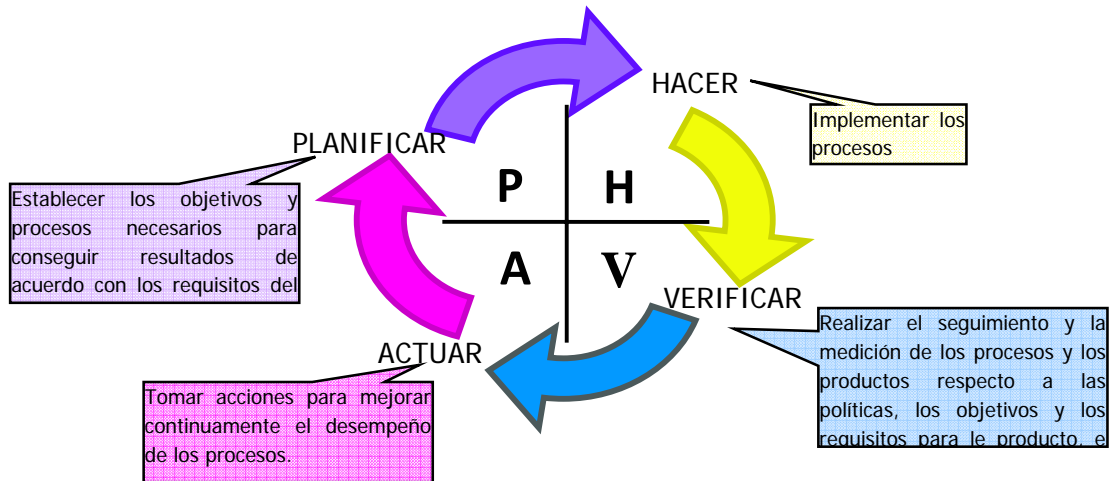 HACER
Implementar los
procesos
PLANIFICAR
Establecer los objetivos y
procesos necesarios para
conseguir resultados de
acuerdo con los requisitos del
P H
A V
VERIFICAR
Realizar el seguimiento y la
medición de los procesos y los
productos respecto a las
políticas, los objetivos y los
requisitos para le producto, e
ACTUAR
Tomar acciones para mejorar
continuamente el desempeño
de los procesos.